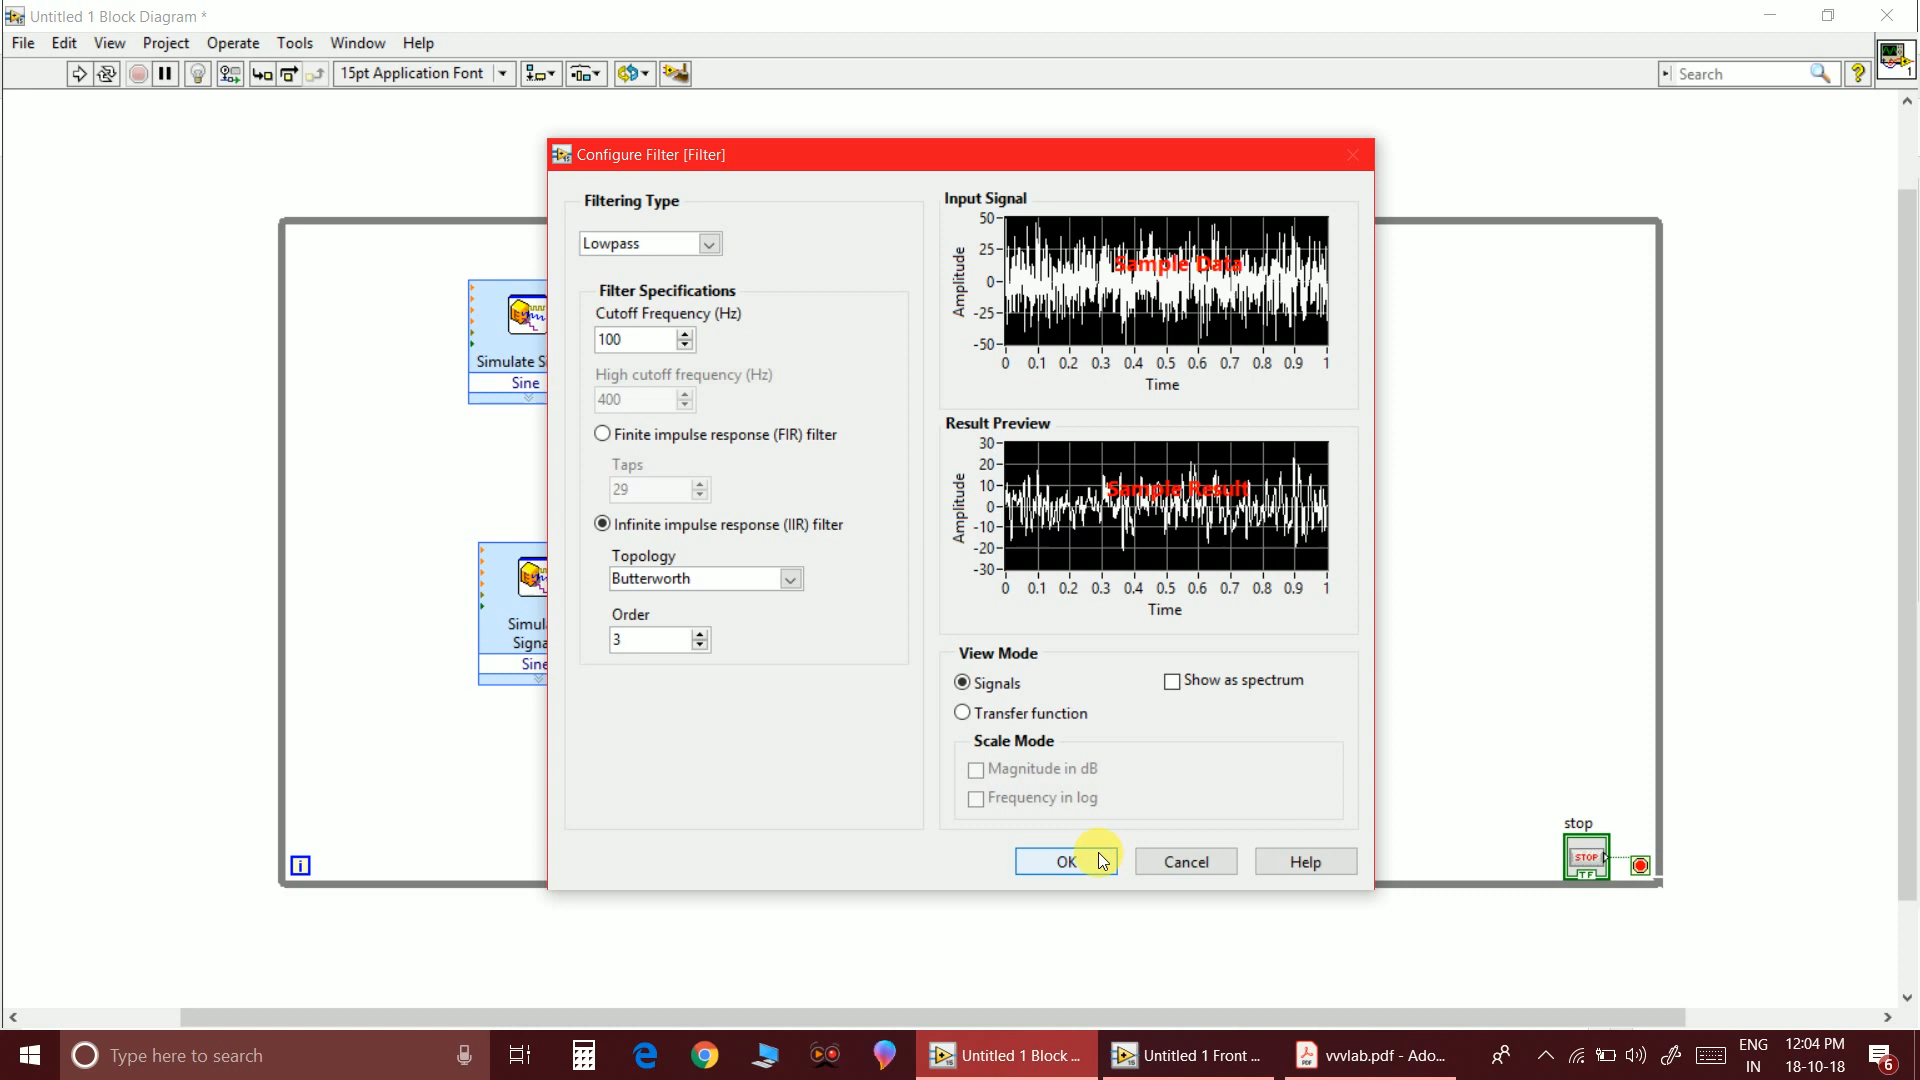 Untitled 1 Block Diagram *
File Edit View Project Operate Tools Window Help
15pt Application Font
Search
1
Configure Filter [Filter]
Filtering Type
Lowpass
Filter Specifications
Cutoff Frequency (Hz)
100
High cutoff frequency (Hz)
400
Finite impulse response (FIR) filter
Taps
29
Infinite impulse response (IIR) filter
Topology
Butterworth
Order
3
Input Signal
Amplitude
50
25
0
-25
-50
Sample Data
0 0.1 0.2 0.3 0.4 0.5 0.6 0.7 0.8 0.9 1
Time
Result Preview
Amplitude
30
20
10
0
-10
-20
-30
Sample Result
0 0.1 0.2 0.3 0.4 0.5 0.6 0.7 0.8 0.9 1
Time
View Mode
Signals
Show as spectrum
Transfer function
Scale Mode
Magnitude in dB
Frequency in log
OK Cancel Help
Simulate S
Sine
Simul
Signa
Sine
i
stop
STOP
TF
Type here to search
Untitled 1 Block ...
Untitled 1 Front ...
vvvlab.pdf - Ado...
ENG
IN
12:04 PM
18-10-18
6